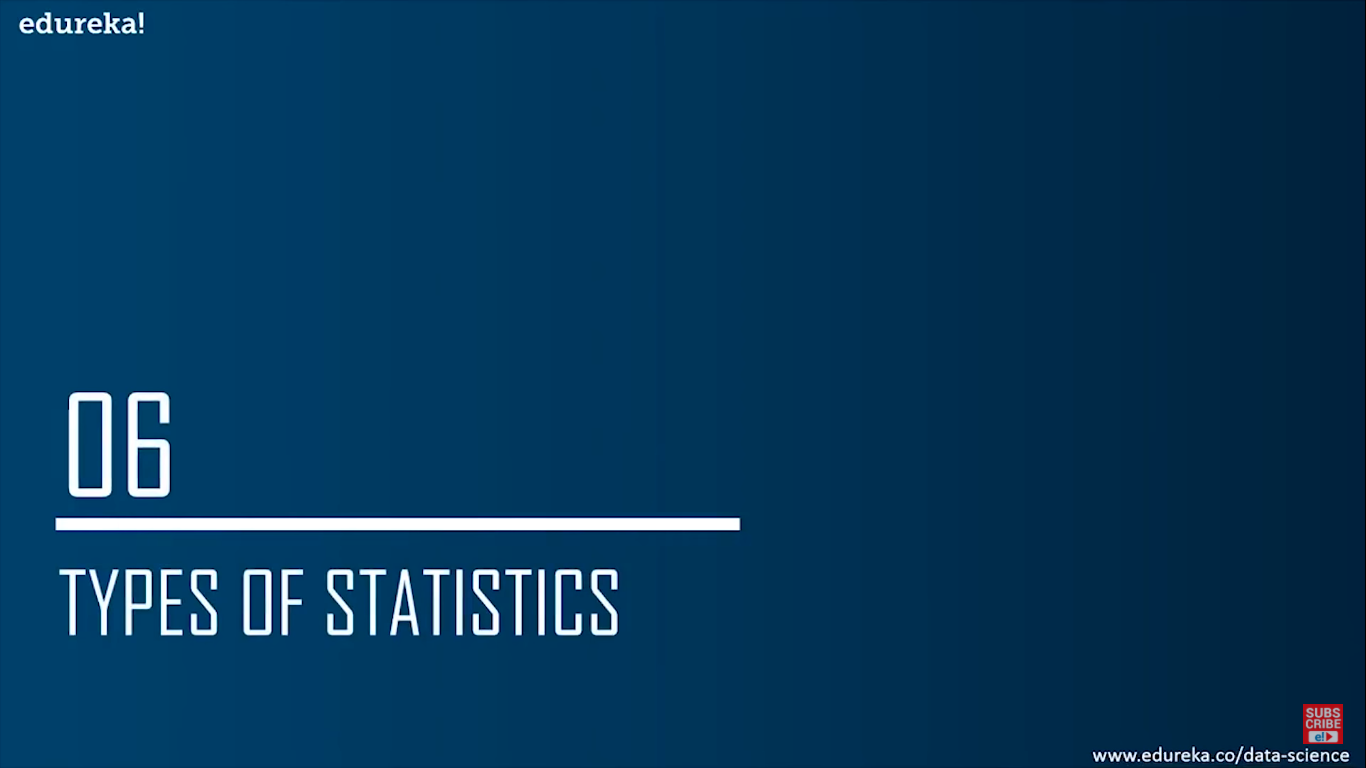 edureka!
06
TYPES OF STATISTICS
SUBS
CRIBE
e!
www.edureka.co/data-science